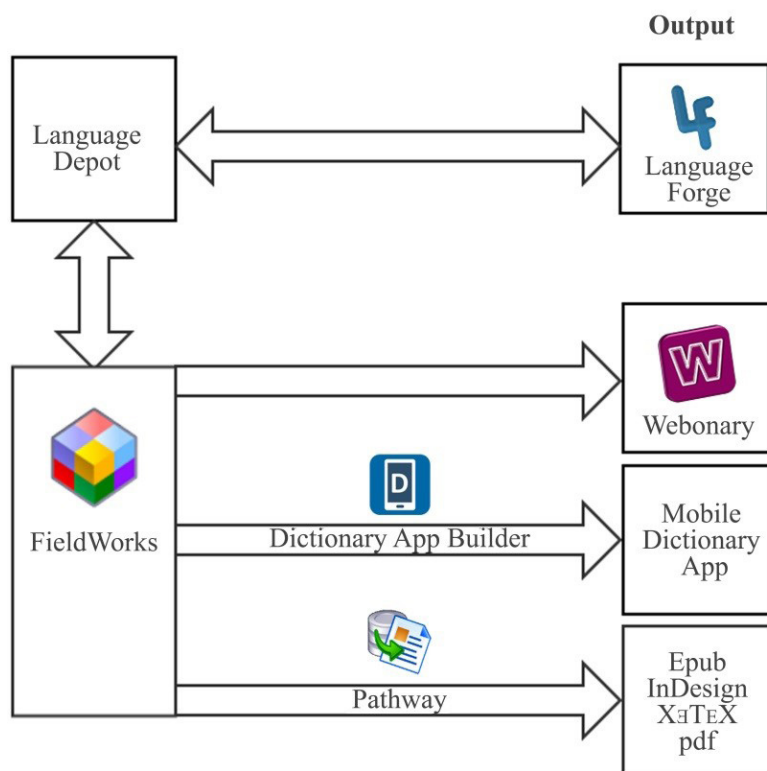 Output
Language
Depot
Language
Forge
FieldWorks
W
Webonary
D
Dictionary App Builder
Mobile
Dictionary
App
Pathway
Epub
InDesign
XƎTEX
pdf